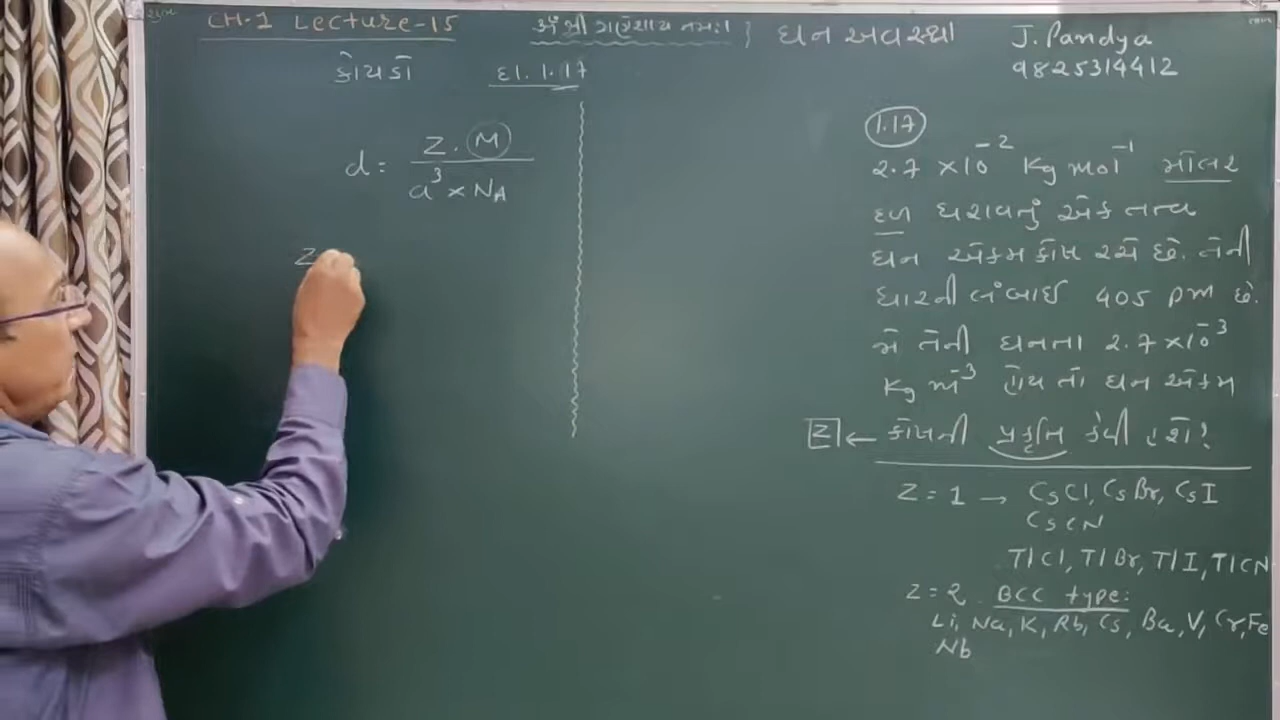 CH.1 Lecture-15
ૐ શ્રી ગણેશાય નમઃ। ઘન અવસ્થા
J. Pandya
9825314412
કોયડો
દા. 1.17
d = Z . M
a³ × NA
Z
1.17
2.7 × 10⁻² Kg mol⁻¹ મોલર
દળ ધરાવતું એક તત્વ
ઘન એકમ કોષ રચે છે. તેની
ધારની લંબાઈ 405 pm છે.
જો તેની ઘનતા 2.7 × 10⁻³
Kg m⁻³ હોય તો ઘન એકમ
Z ← કોષની પ્રકૃતિ કેવી હશે?
Z = 1 → CsCl, CsBr, CsI
CsCN
TlCl, TlBr, TlI, TlCN
Z = 2 BCC type:
Li, Na, K, Rb, Cs, Ba, V, Cr, Fe
Nb